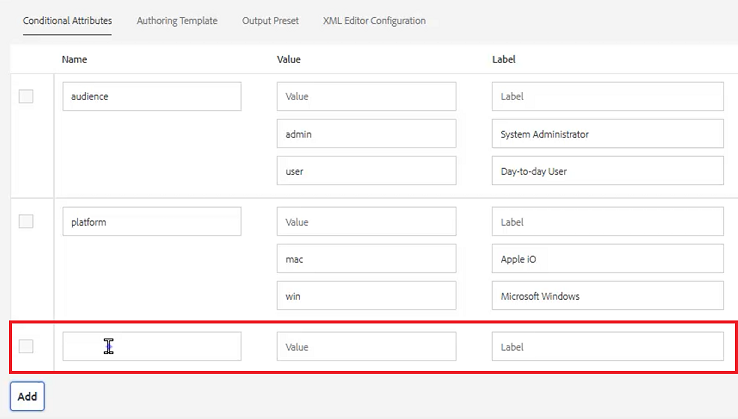 Conditional Attributes Authoring Template Output Preset XML Editor Configuration
Name Value Label
audience Value Label
admin System Administrator
user Day-to-day User
platform Value Label
mac Apple iO
win Microsoft Windows
Value Label
Add